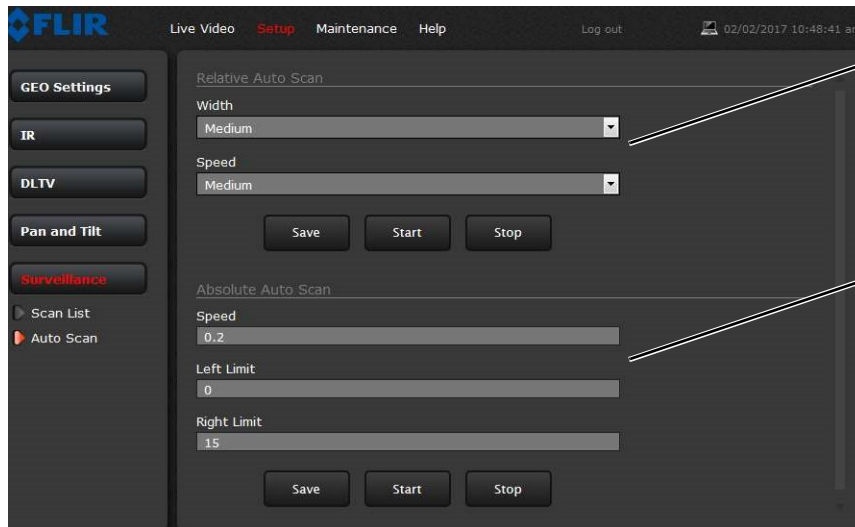 FLIR
Live Video Setup Maintenance Help Log out 02/02/2017 10:48:41
GEO Settings
IR
DLTV
Pan and Tilt
Surveillance
Scan List
Auto Scan
Relative Auto Scan
Width
Medium
Speed
Medium
Save Start Stop
Absolute Auto Scan
Speed
0.2
Left Limit
0
Right Limit
15
Save Start Stop